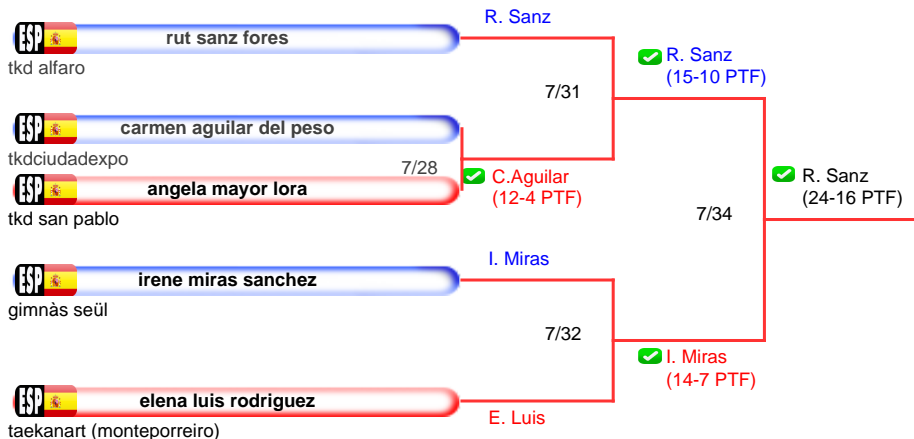 R. Sanz
ESP rut sanz fores
tkd alfaro
R. Sanz
(15-10 PTF)
7/31
ESP carmen aguilar del peso
tkdciudadexpo
7/28
C.Aguilar
(12-4 PTF)
ESP angela mayor lora
tkd san pablo
R. Sanz
(24-16 PTF)
7/34
I. Miras
ESP irene miras sanchez
gimnàs seül
7/32
I. Miras
(14-7 PTF)
ESP elena luis rodriguez
E. Luis
taekanart (monteporreiro)